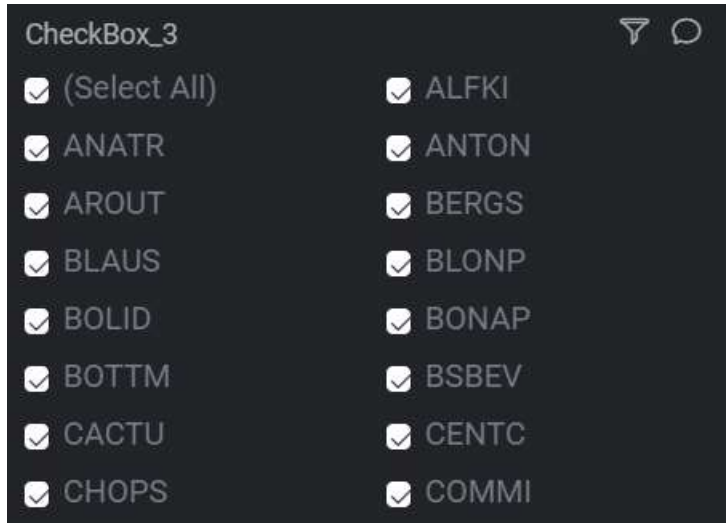 CheckBox_3
(Select All) ALFKI
ANATR ANTON
AROUT BERGS
BLAUS BLONP
BOLID BONAP
BOTTM BSBEV
CACTU CENTC
CHOPS COMMI